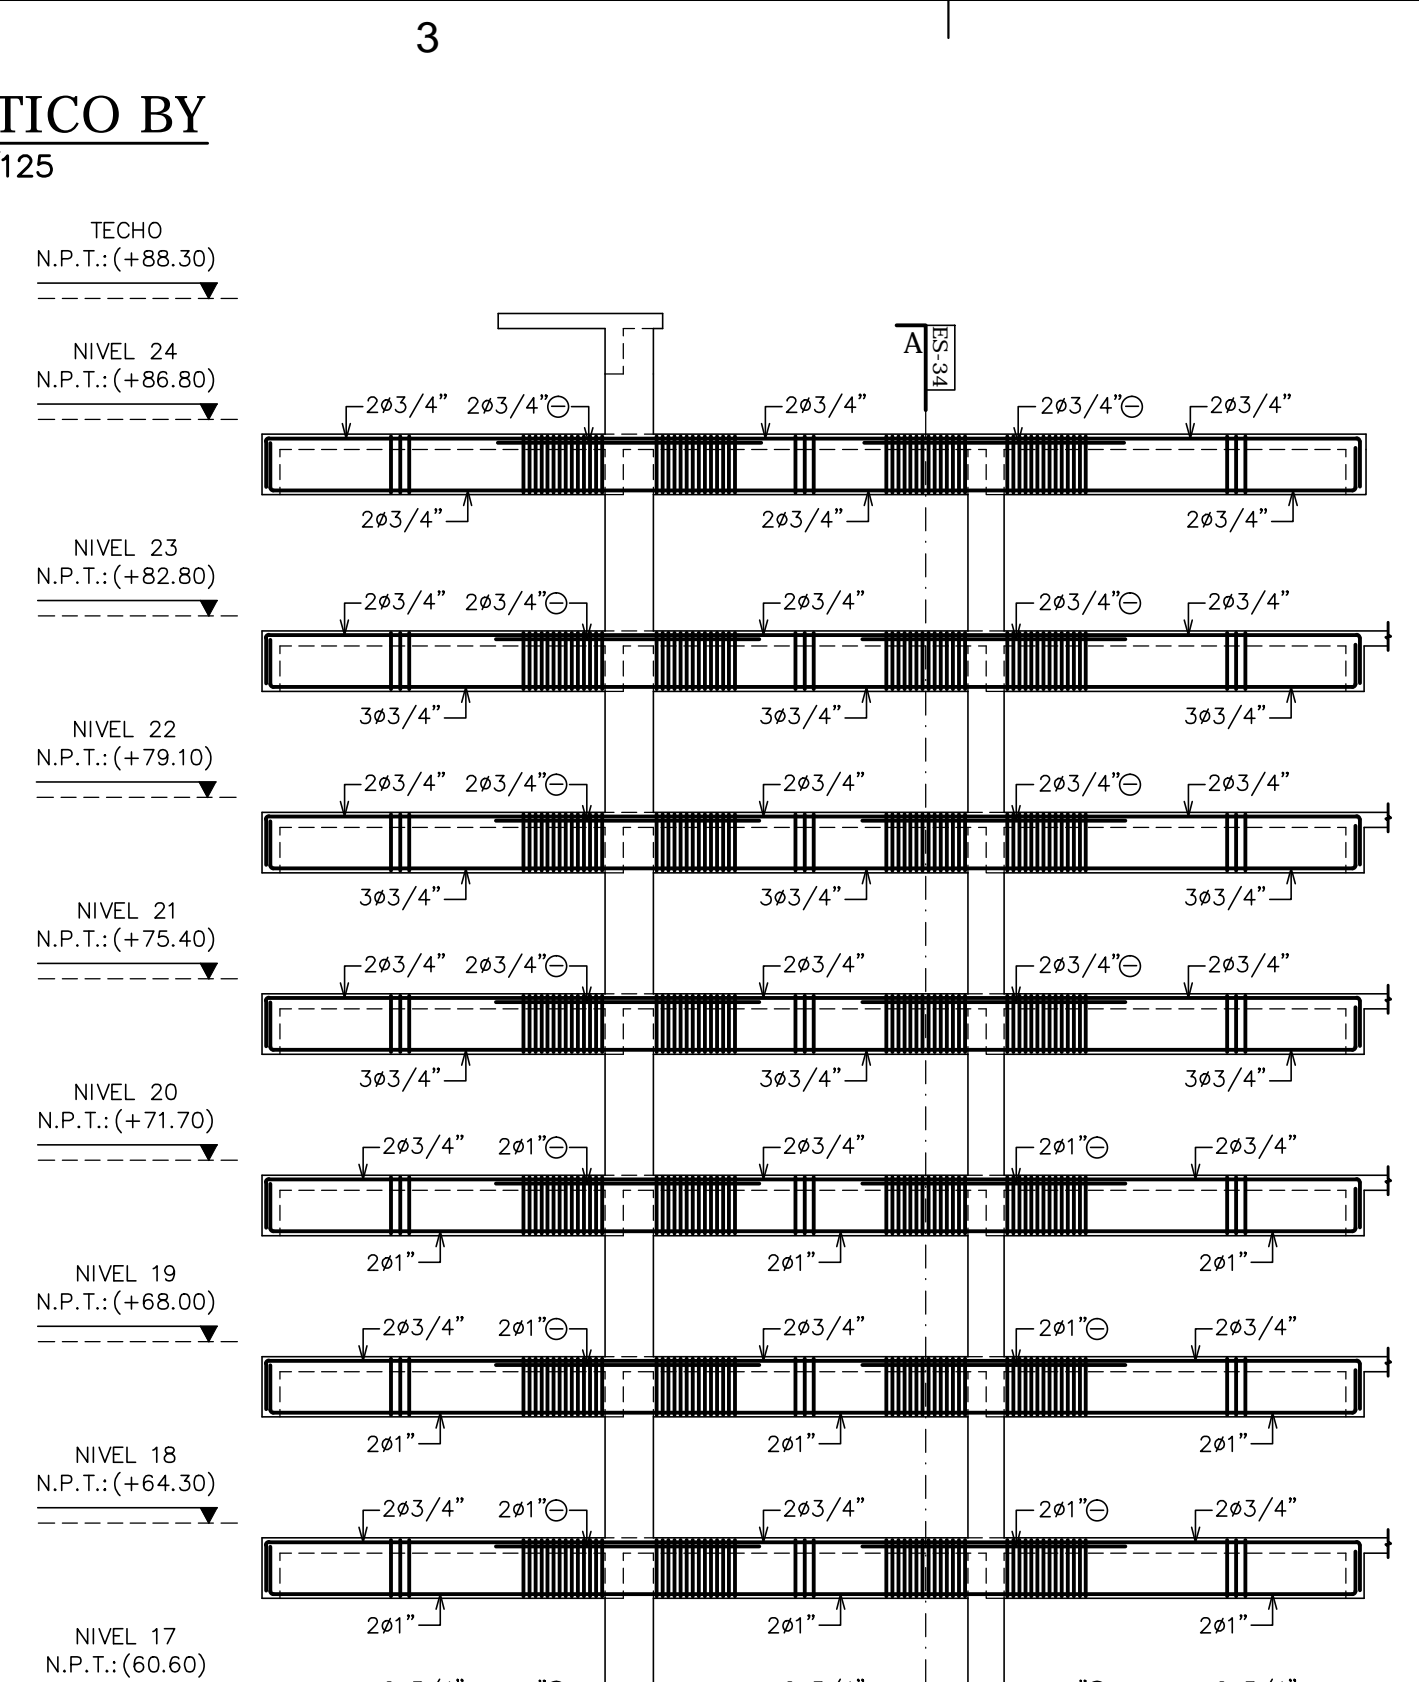 3
TICO BY
125
TECHO
N.P.T.:(+88.30)
A
ES-34
NIVEL 24
N.P.T.:(+86.80)
2ø3/4" 2ø3/4"⊖ 2ø3/4" 2ø3/4"⊖ 2ø3/4"
2ø3/4" 2ø3/4" 2ø3/4"
NIVEL 23
N.P.T.:(+82.80)
2ø3/4" 2ø3/4"⊖ 2ø3/4" 2ø3/4"⊖ 2ø3/4"
3ø3/4" 3ø3/4" 3ø3/4"
NIVEL 22
N.P.T.:(+79.10)
2ø3/4" 2ø3/4"⊖ 2ø3/4" 2ø3/4"⊖ 2ø3/4"
3ø3/4" 3ø3/4" 3ø3/4"
NIVEL 21
N.P.T.:(+75.40)
2ø3/4" 2ø3/4"⊖ 2ø3/4" 2ø3/4"⊖ 2ø3/4"
3ø3/4" 3ø3/4" 3ø3/4"
NIVEL 20
N.P.T.:(+71.70)
2ø3/4" 2ø1"⊖ 2ø3/4" 2ø1"⊖ 2ø3/4"
2ø1" 2ø1" 2ø1"
NIVEL 19
N.P.T.:(+68.00)
2ø3/4" 2ø1"⊖ 2ø3/4" 2ø1"⊖ 2ø3/4"
2ø1" 2ø1" 2ø1"
NIVEL 18
N.P.T.:(+64.30)
2ø3/4" 2ø1"⊖ 2ø3/4" 2ø1"⊖ 2ø3/4"
2ø1" 2ø1" 2ø1"
NIVEL 17
N.P.T.:(60.60)